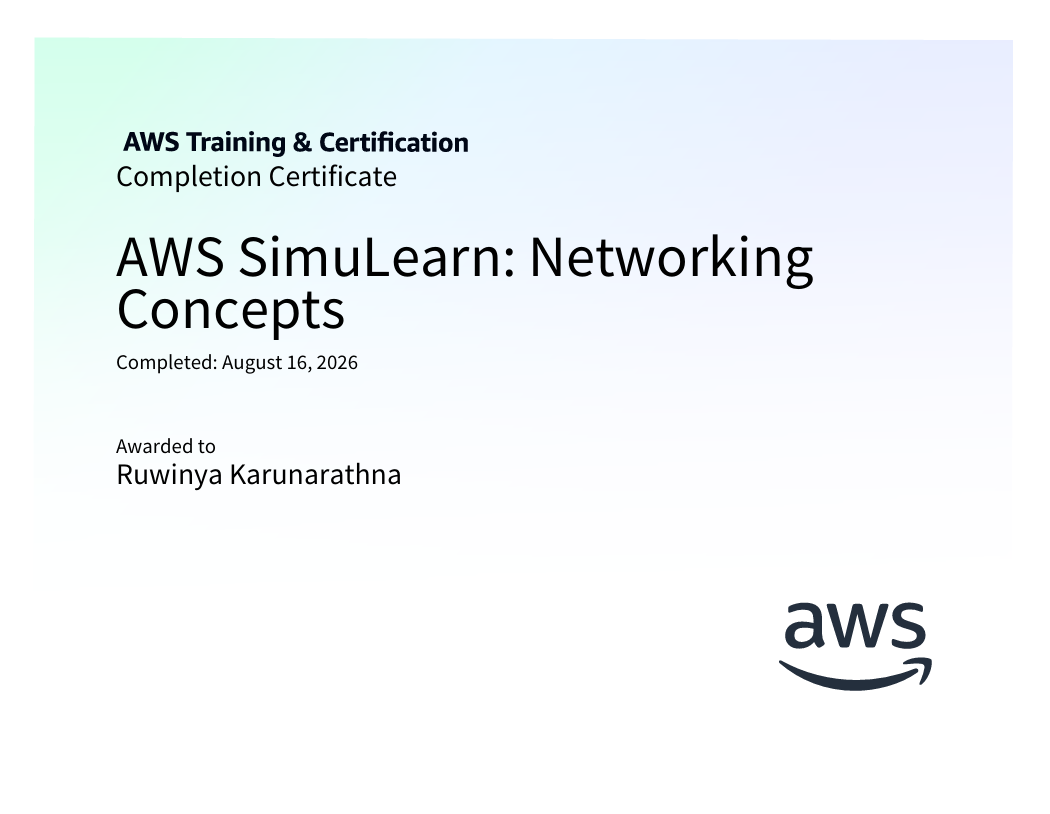 AWS Training & Certification
Completion Certificate
AWS SimuLearn: Networking
Concepts
Completed: August 16, 2026
Awarded to
Ruwinya Karunarathna
aws